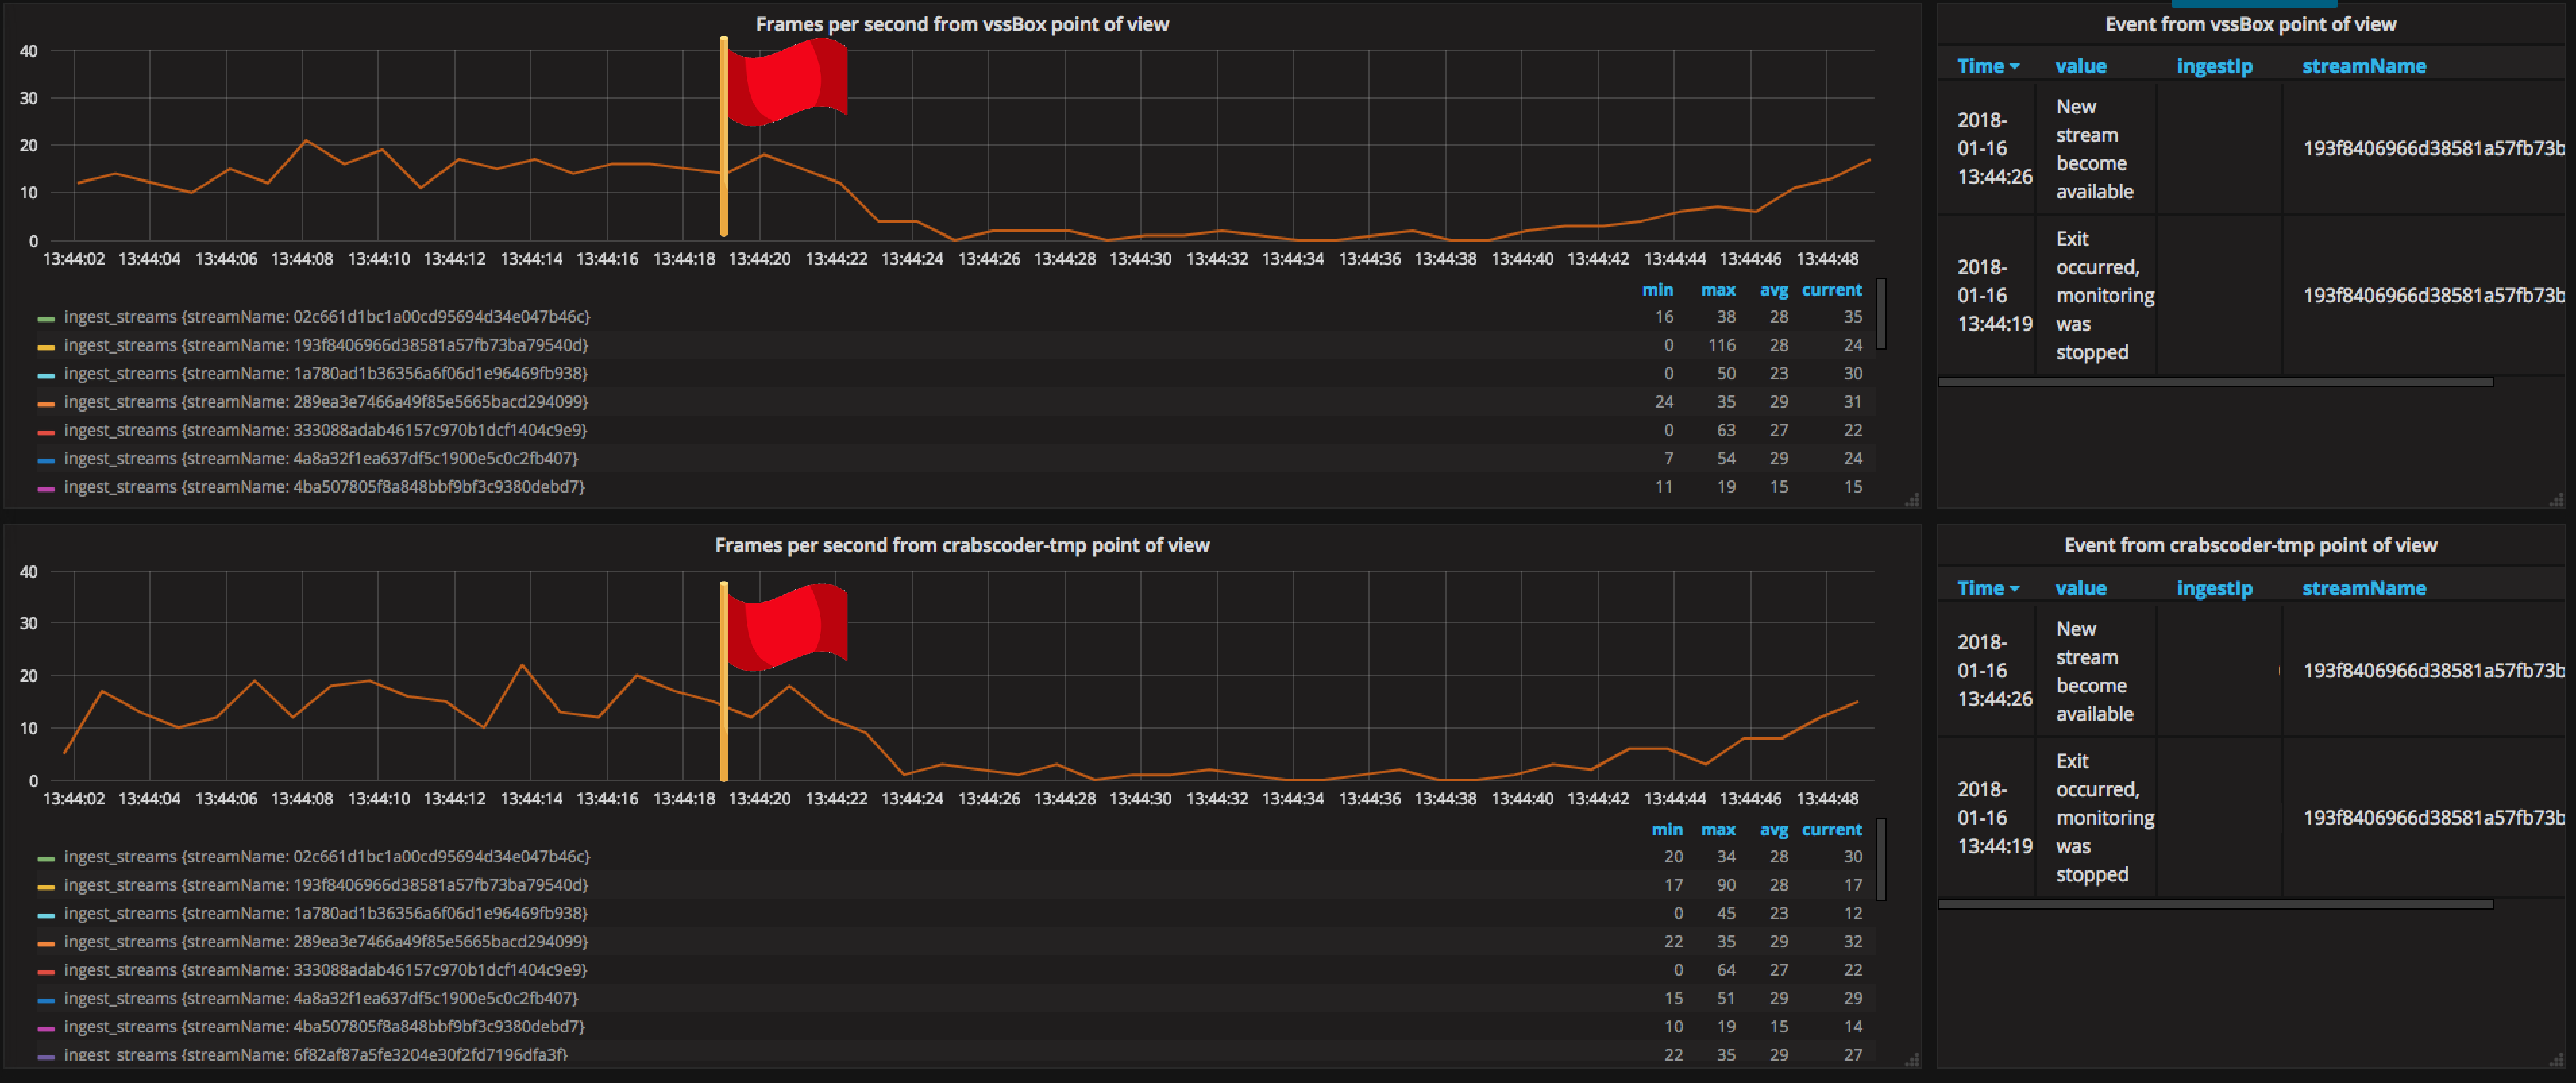 Frames per second from vssBox point of view
40
30
20
10
0
13:44:02 13:44:04 13:44:06 13:44:08 13:44:10 13:44:12 13:44:14 13:44:16 13:44:18 13:44:20 13:44:22 13:44:24 13:44:26 13:44:28 13:44:30 13:44:32 13:44:34 13:44:36 13:44:38 13:44:40 13:44:42 13:44:44 13:44:46 13:44:48
min max avg current
ingest_streams {streamName: 02c661d1bc1a00cd95694d34e047b46c} 16 38 28 35
ingest_streams {streamName: 193f8406966d38581a57fb73ba79540d} 0 116 28 24
ingest_streams {streamName: 1a780ad1b36356a6f06d1e96469fb938} 0 50 23 30
ingest_streams {streamName: 289ea3e7466a49f85e5665bacd294099} 24 35 29 31
ingest_streams {streamName: 333088adab46157c970b1dcf1404c9e9} 0 63 27 22
ingest_streams {streamName: 4a8a32f1ea637df5c1900e5c0c2fb407} 7 54 29 24
ingest_streams {streamName: 4ba507805f8a848bbf9bf3c9380debd7} 11 19 15 15
Event from vssBox point of view
Time value ingestIp streamName
2018-
01-16
13:44:26
New
stream
become
available
193f8406966d38581a57fb73b
2018-
01-16
13:44:19
Exit
occurred,
monitoring
was
stopped
193f8406966d38581a57fb73b
Frames per second from crabscoder-tmp point of view
40
30
20
10
0
13:44:02 13:44:04 13:44:06 13:44:08 13:44:10 13:44:12 13:44:14 13:44:16 13:44:18 13:44:20 13:44:22 13:44:24 13:44:26 13:44:28 13:44:30 13:44:32 13:44:34 13:44:36 13:44:38 13:44:40 13:44:42 13:44:44 13:44:46 13:44:48
min max avg current
ingest_streams {streamName: 02c661d1bc1a00cd95694d34e047b46c} 20 34 28 30
ingest_streams {streamName: 193f8406966d38581a57fb73ba79540d} 17 90 28 17
ingest_streams {streamName: 1a780ad1b36356a6f06d1e96469fb938} 0 45 23 12
ingest_streams {streamName: 289ea3e7466a49f85e5665bacd294099} 22 35 29 32
ingest_streams {streamName: 333088adab46157c970b1dcf1404c9e9} 0 64 27 22
ingest_streams {streamName: 4a8a32f1ea637df5c1900e5c0c2fb407} 15 51 29 29
ingest_streams {streamName: 4ba507805f8a848bbf9bf3c9380debd7} 10 19 15 14
ingest_streams {streamName: 6f82af87a5fe3204e30f2fd7196dfa3f} 22 35 29 27
Event from crabscoder-tmp point of view
Time value ingestIp streamName
2018-
01-16
13:44:26
New
stream
become
available
193f8406966d38581a57fb73b
2018-
01-16
13:44:19
Exit
occurred,
monitoring
was
stopped
193f8406966d38581a57fb73b